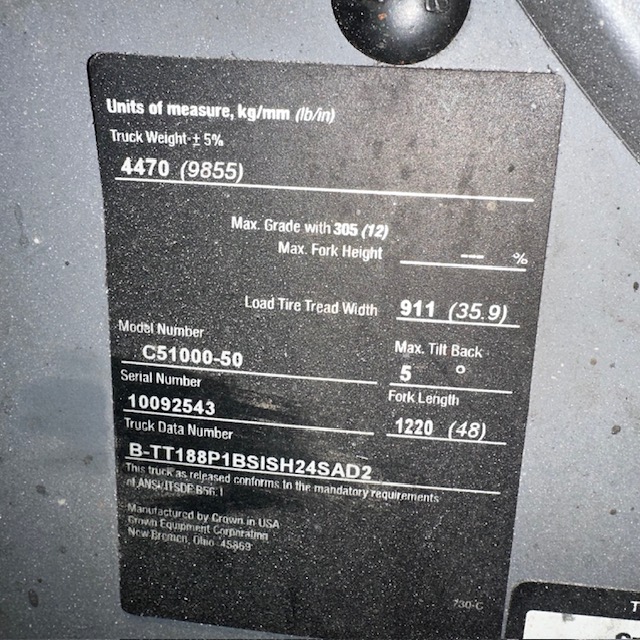 Units of measure, kg/mm (lb/in)
Truck Weight-± 5%
4470 (9855)
Max. Grade with 305 (12)
Max. Fork Height --- %
Load Tire Tread Width 911 (35.9)
Model Number
C51000-50
Max. Tilt Back
5 °
Serial Number
10092543
Fork Length
1220 (48)
Truck Data Number
B-TT188P1BSISH24SAD2
This truck as released conforms to the mandatory requirements
of ANSI/ITSDF B56.1
Manufactured by Crown in USA
Crown Equipment Corporation
New Bremen, Ohio 45869
730-C